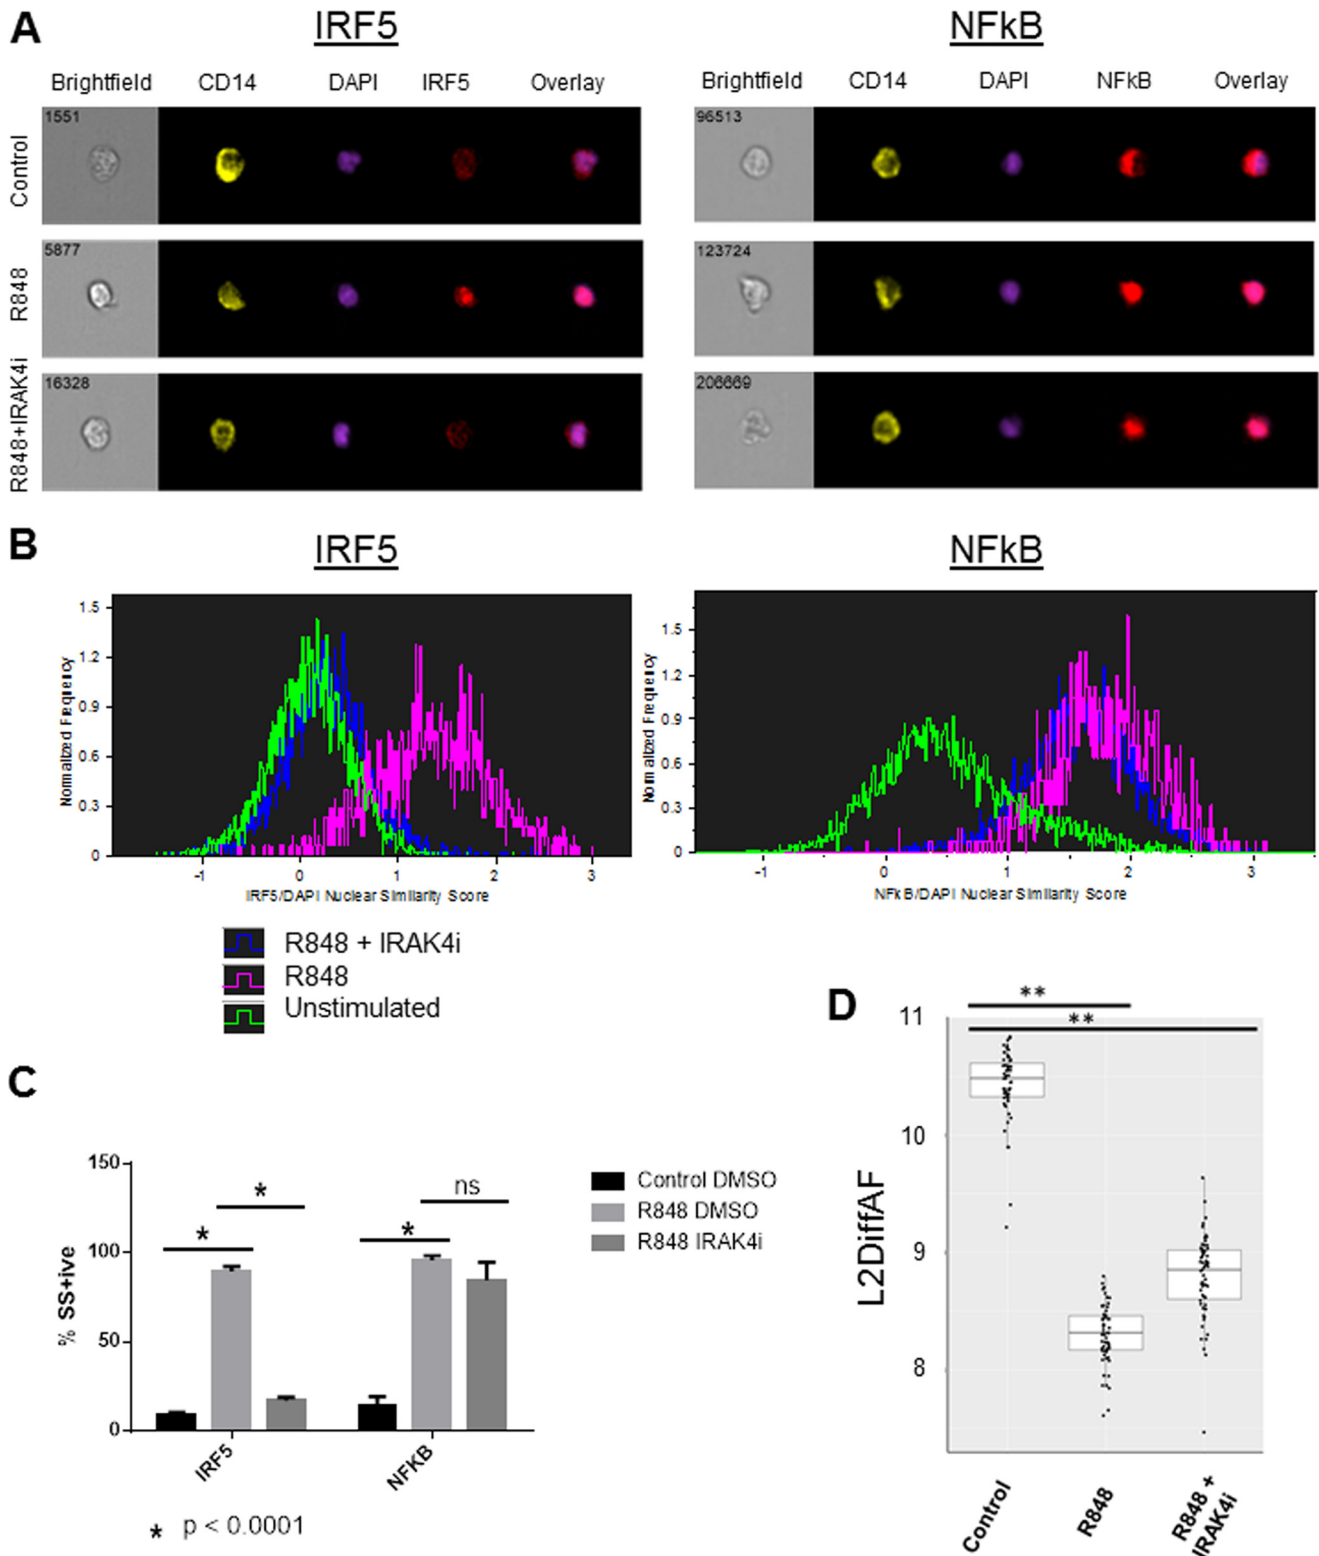 A
IRF5
NFkB
Brightfield CD14 DAPI IRF5 Overlay
Brightfield CD14 DAPI NFkB Overlay
Control
1551
96513
R848
5877
123724
R848+IRAK4i
16328
206669
B
IRF5
NFkB
Normalized Frequency
1.5
1.2
0.9
0.6
0.3
0
-1 0 1 2 3
IRF5/DAPI Nuclear Similarity Score
Normalized Frequency
1.5
1.2
0.9
0.6
0.3
0
-1 0 1 2 3
NFkB/DAPI Nuclear Similarity Score
R848 + IRAK4i
R848
Unstimulated
C
% SS+ive
150
100
50
0
* *
* ns
IRF5
NFKB
Control DMSO
R848 DMSO
R848 IRAK4i
* p < 0.0001
D
**
**
L2DiffAF
11
10
9
8
Control
R848
R848 +
IRAK4i